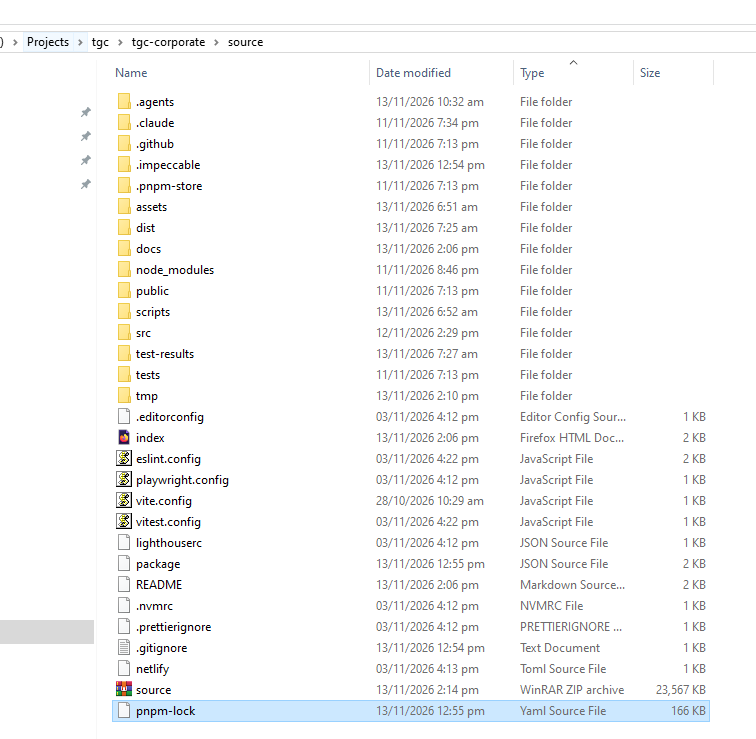 ) > Projects > tgc > tgc-corporate > source
Name Date modified Type Size
.agents 13/11/2026 10:32 am File folder
.claude 11/11/2026 7:34 pm File folder
.github 11/11/2026 7:13 pm File folder
.impeccable 13/11/2026 12:54 pm File folder
.pnpm-store 11/11/2026 7:13 pm File folder
assets 13/11/2026 6:51 am File folder
dist 13/11/2026 7:25 am File folder
docs 13/11/2026 2:06 pm File folder
node_modules 11/11/2026 8:46 pm File folder
public 11/11/2026 7:13 pm File folder
scripts 13/11/2026 6:52 am File folder
src 12/11/2026 2:29 pm File folder
test-results 13/11/2026 7:27 am File folder
tests 11/11/2026 7:13 pm File folder
tmp 13/11/2026 2:10 pm File folder
.editorconfig 03/11/2026 4:12 pm Editor Config Sour... 1 KB
index 13/11/2026 2:06 pm Firefox HTML Doc... 2 KB
eslint.config 03/11/2026 4:22 pm JavaScript File 2 KB
playwright.config 03/11/2026 4:12 pm JavaScript File 1 KB
vite.config 28/10/2026 10:29 am JavaScript File 1 KB
vitest.config 03/11/2026 4:22 pm JavaScript File 1 KB
lighthouserc 03/11/2026 4:12 pm JSON Source File 1 KB
package 13/11/2026 12:55 pm JSON Source File 2 KB
README 13/11/2026 2:06 pm Markdown Source... 2 KB
.nvmrc 03/11/2026 4:12 pm NVMRC File 1 KB
.prettierignore 03/11/2026 4:12 pm PRETTIERIGNORE ... 1 KB
.gitignore 13/11/2026 12:54 pm Text Document 1 KB
netlify 03/11/2026 4:13 pm Toml Source File 1 KB
source 13/11/2026 2:14 pm WinRAR ZIP archive 23,567 KB
pnpm-lock 13/11/2026 12:55 pm Yaml Source File 166 KB